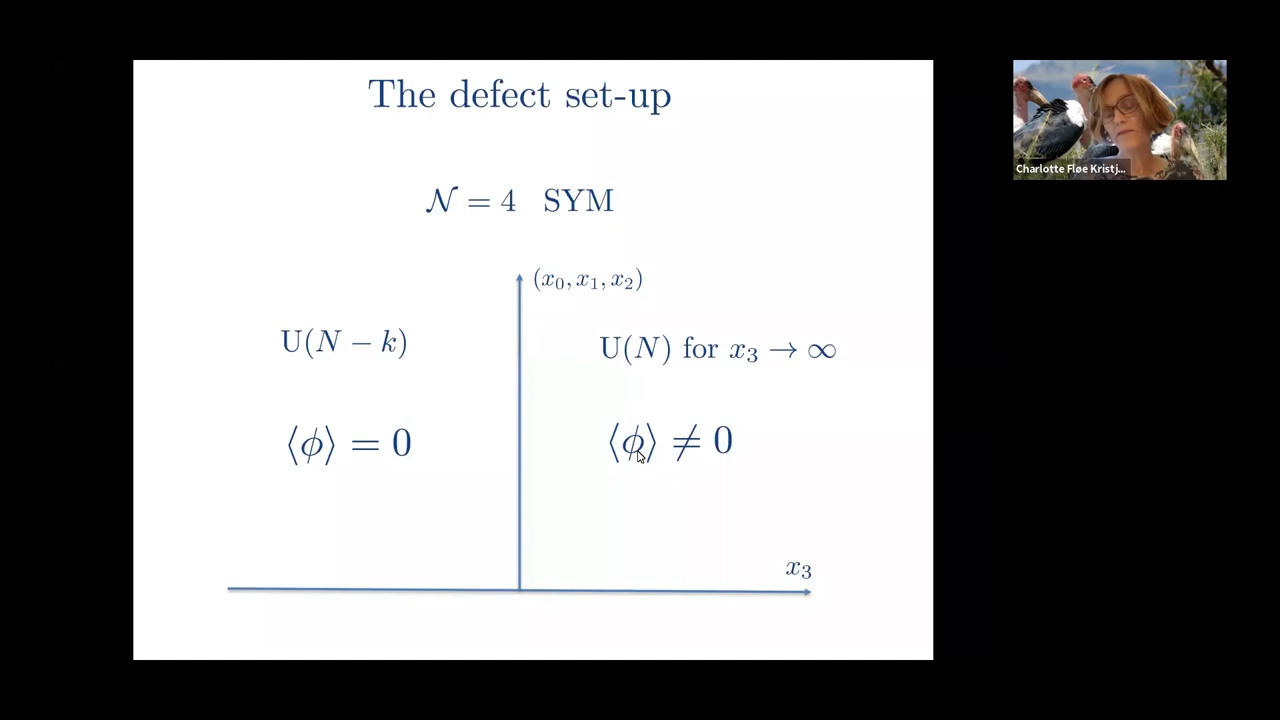 The defect set-up
𝒩 = 4 SYM
(x₀, x₁, x₂)
U(N − k)
U(N) for x₃ → ∞
⟨ϕ⟩ = 0
⟨ϕ⟩ ≠ 0
x₃
Charlotte Fløe Kristj...